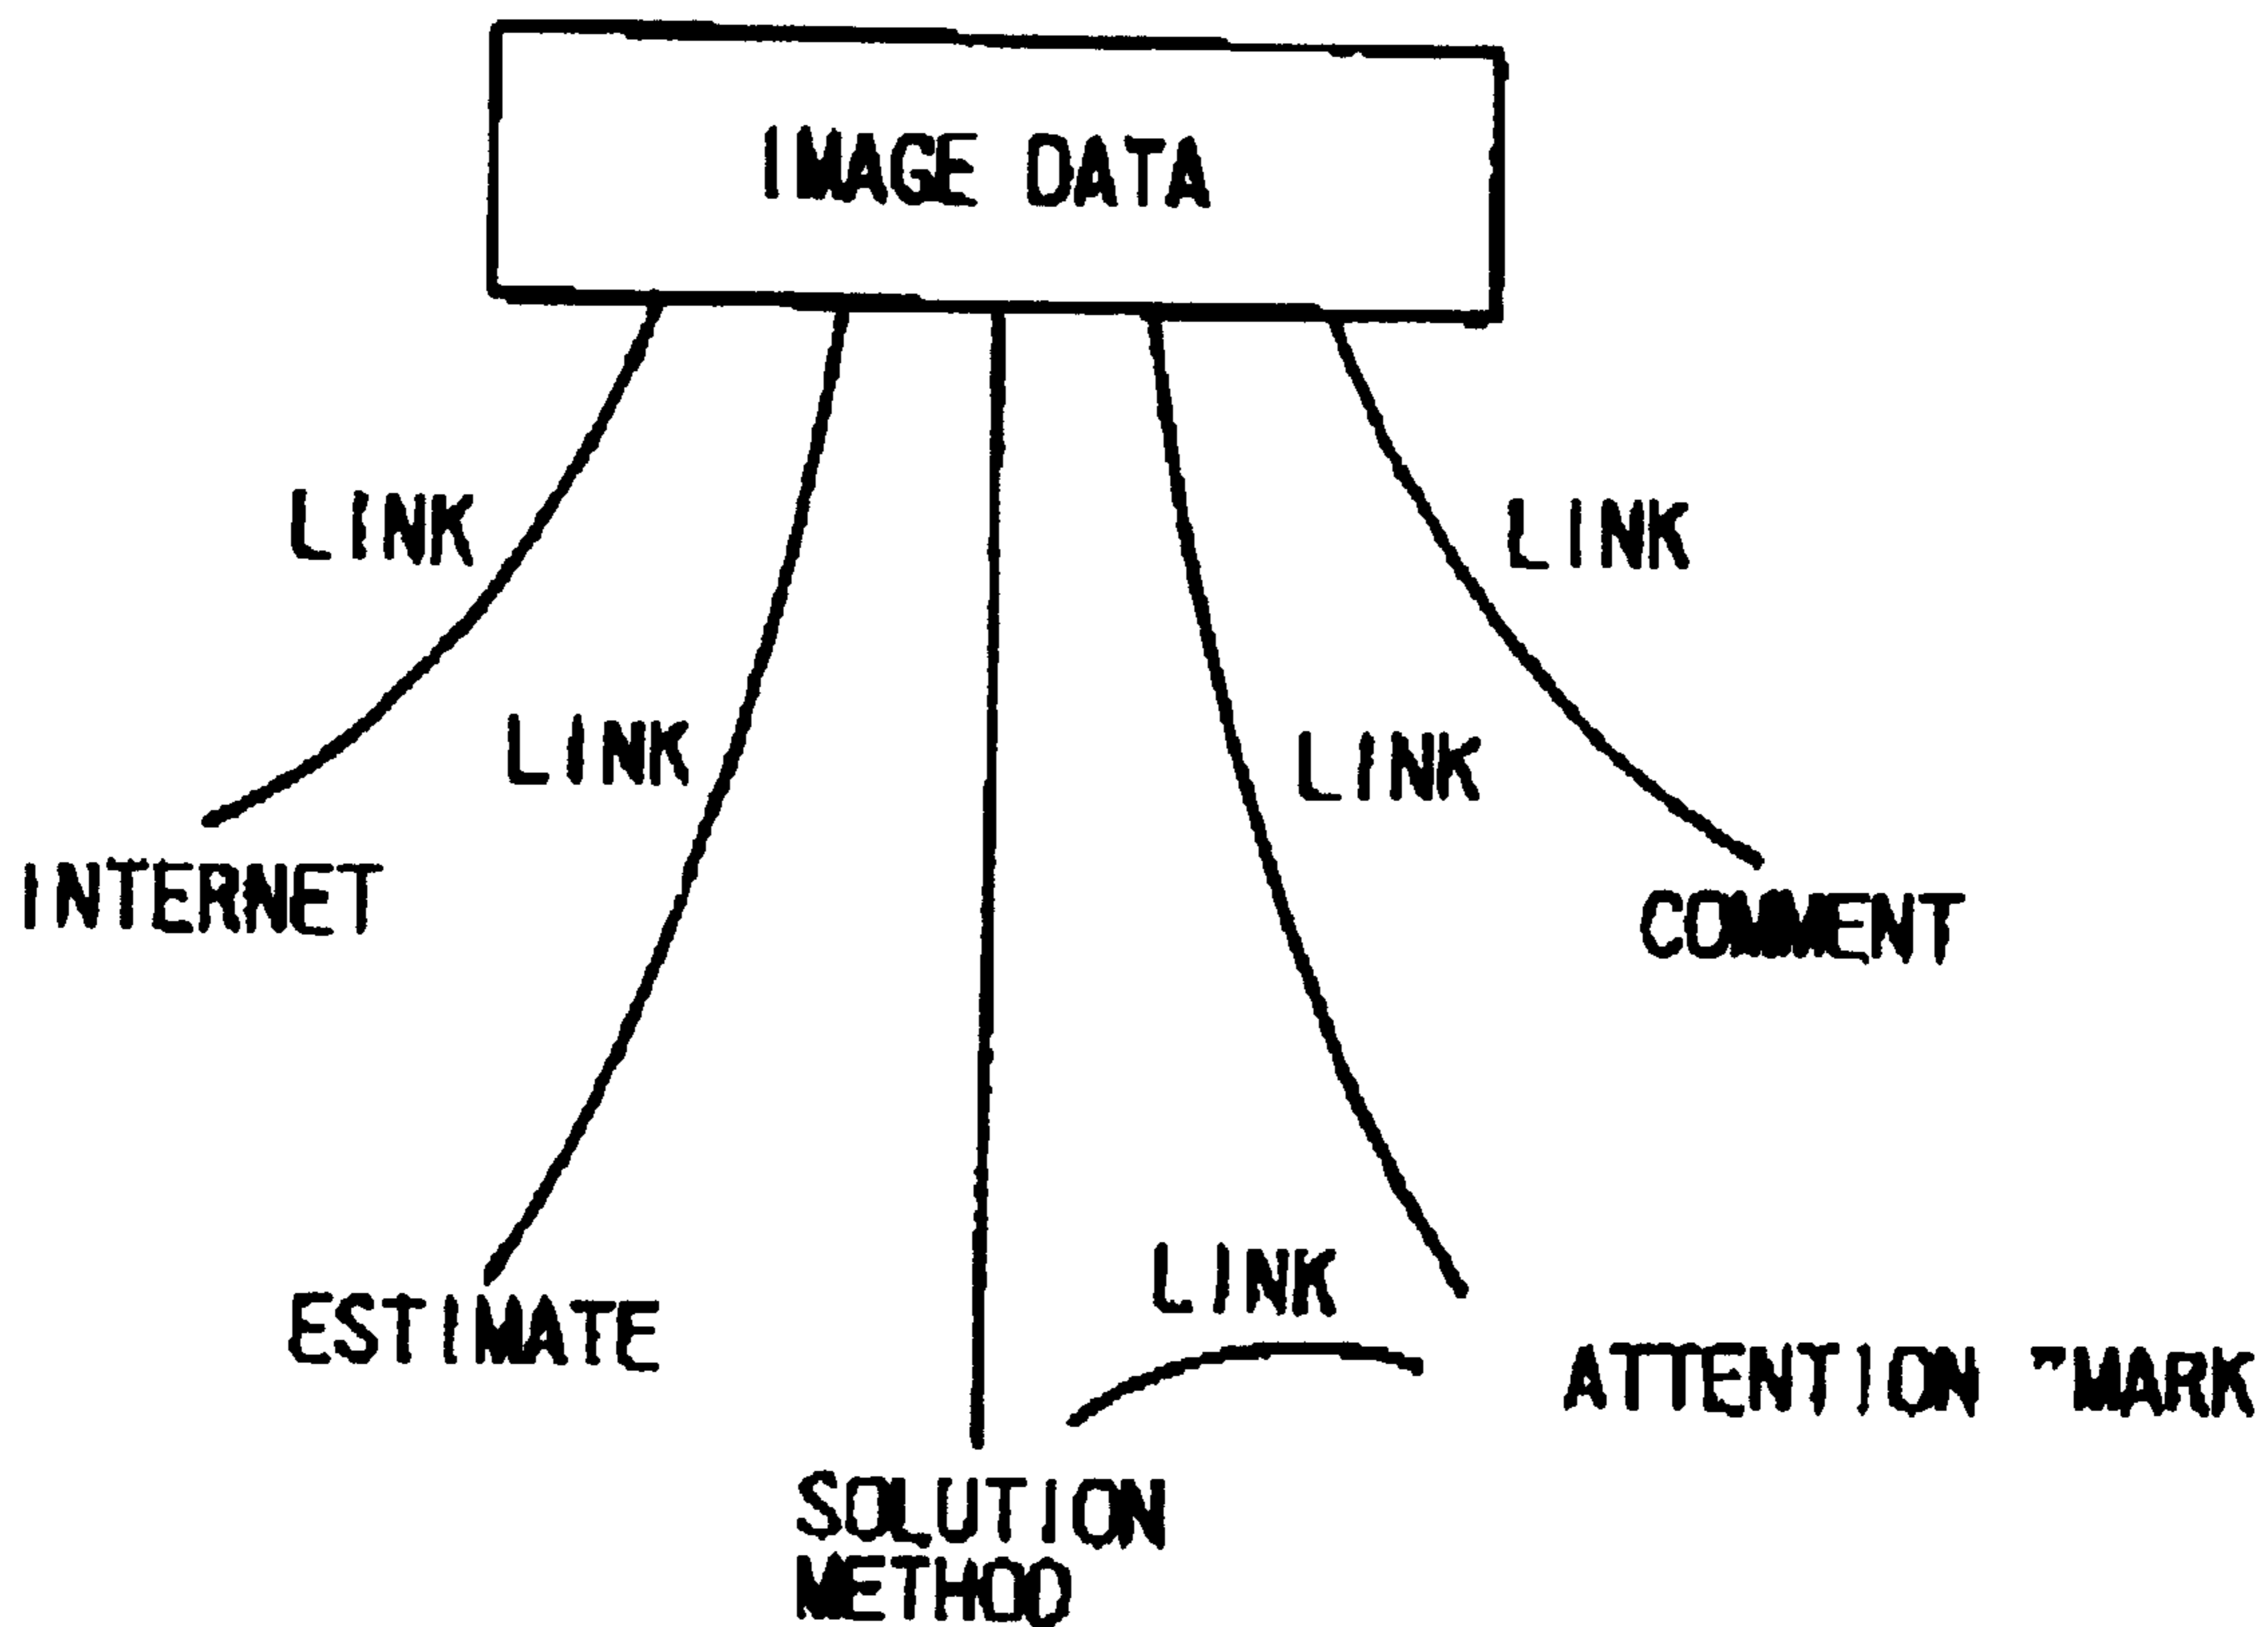 IMAGE DATA
LINK
LINK
LINK
LINK
INTERNET
COMMENT
LINK
ESTIMATE
ATTENTION "MARK
SOLUTION
METHOD